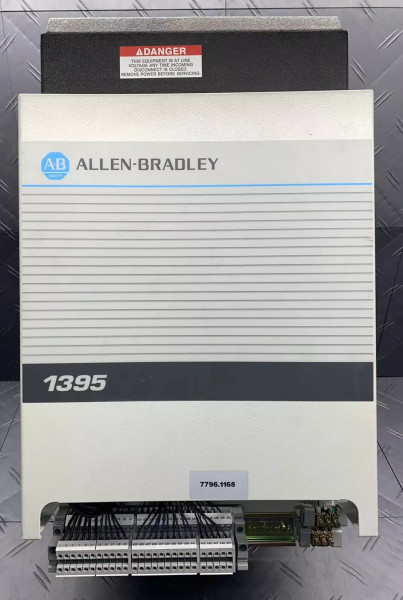 ⚠DANGER
THIS EQUIPMENT IS AT LINE
VOLTAGE ANY TIME INCOMING
DISCONNECT IS CLOSED.
REMOVE POWER BEFORE SERVICING.
AB
ALLEN-BRADLEY
1395
7796.1168